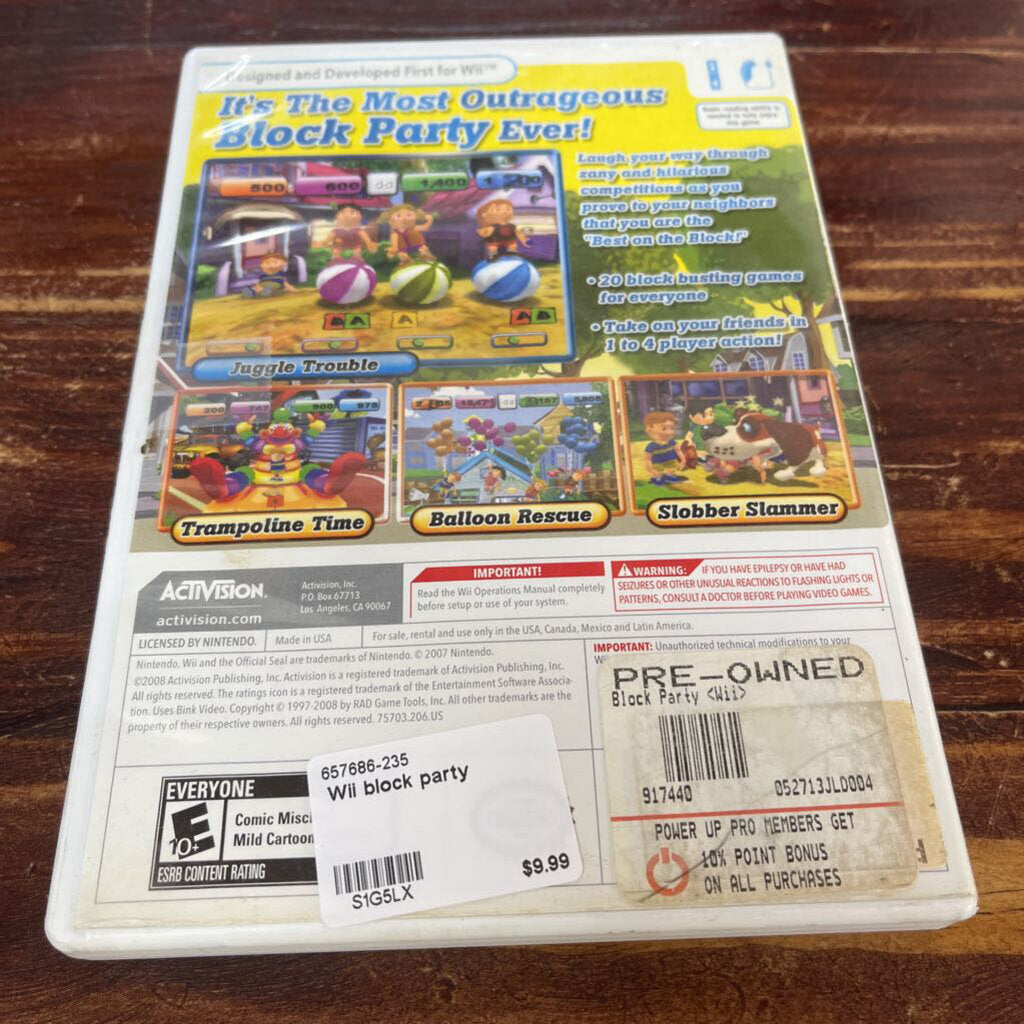 Designed and Developed First for Wii™
It's The Most Outrageous
Block Party Ever!
needed to fully enjoy
this game.
Laugh your way through
zany and hilarious
competitions as you
prove to your neighbors
that you are the
"Best on the Block!"
• 20 block busting games
for everyone
• Take on your friends in
1 to 4 player action!
500 600 1,400
Juggle Trouble
200 747 900 975
Trampoline Time
Balloon Rescue
Slobber Slammer
ACTIVISION.
activision.com
Activision, Inc.
P.O. Box 67713
Los Angeles, CA 90067
IMPORTANT!
Read the Wii Operations Manual completely
before setup or use of your system.
WARNING: IF YOU HAVE EPILEPSY OR HAVE HAD
SEIZURES OR OTHER UNUSUAL REACTIONS TO FLASHING LIGHTS OR
PATTERNS, CONSULT A DOCTOR BEFORE PLAYING VIDEO GAMES.
LICENSED BY NINTENDO.
Made in USA
For sale, rental and use only in the USA, Canada, Mexico and Latin America.
Nintendo, Wii and the Official Seal are trademarks of Nintendo. © 2007 Nintendo.
©2008 Activision Publishing, Inc. Activision is a registered trademark of Activision Publishing, Inc.
All rights reserved. The ratings icon is a registered trademark of the Entertainment Software Associa-
tion. Uses Bink Video. Copyright © 1997-2008 by RAD Game Tools, Inc. All other trademarks are the
property of their respective owners. All rights reserved. 75703.206.US
IMPORTANT: Unauthorized technical modifications to your
PRE-OWNED
Block Party <Wii>
917440 052713JLD004
POWER UP PRO MEMBERS GET
10% POINT BONUS
ON ALL PURCHASES
657686-235
Wii block party
$9.99
S1G5LX
EVERYONE
E
10+
Comic Misc
Mild Cartoon
ESRB CONTENT RATING